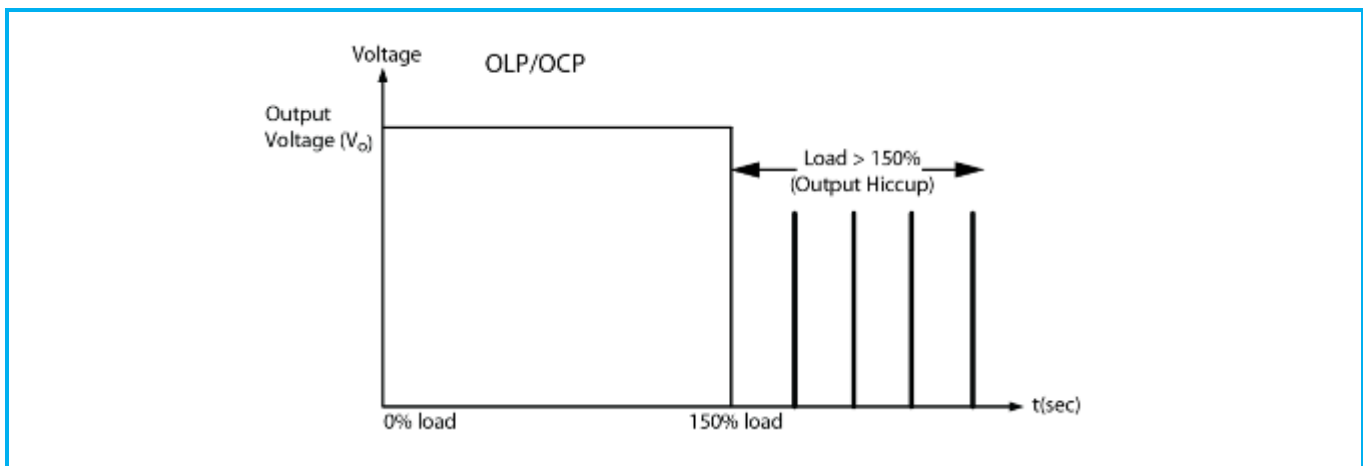 Voltage
OLP/OCP
Output
Voltage (Vo)
Load > 150%
(Output Hiccup)
t(sec)
0% load
150% load